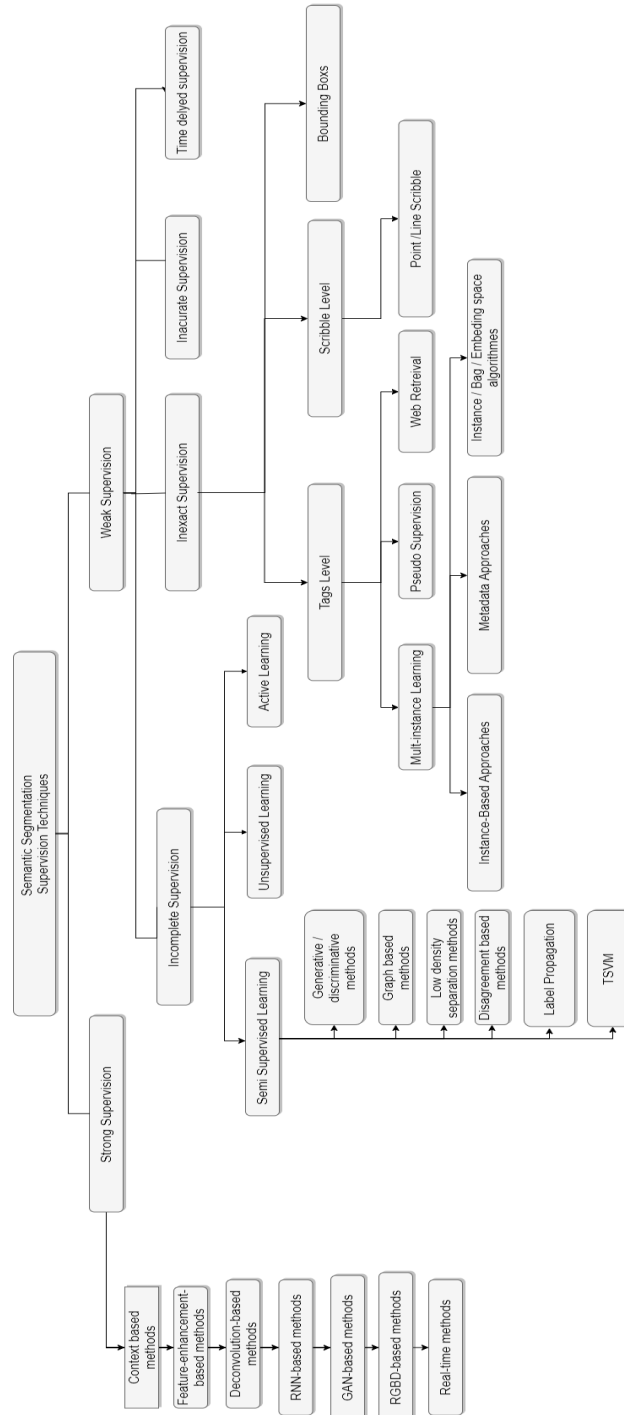 Semantic Segmentation
Supervision Techniques
Strong Supervision
Weak Supervision
Context based
methods
Feature-enhancement-
based methods
Deconvolution-based
methods
RNN-based methods
GAN-based methods
RGBD-based methods
Real-time methods
Incomplete Supervision
Inexact Supervision
Inacurate Supervision
Time delyed supervision
Semi Supervised Learning
Unsupervised Learning
Active Learning
Generative /
discriminative
methods
Graph based
methods
Low density
separation methods
Disagreement based
methods
Label Propagation
TSVM
Tags Level
Scribble Level
Bounding Boxs
Mult-instance Learning
Pseudo Supervision
Web Retreival
Point /Line Scribble
Instance-Based Approaches
Metadata Approaches
Instance / Bag / Embeding space
algorithmes